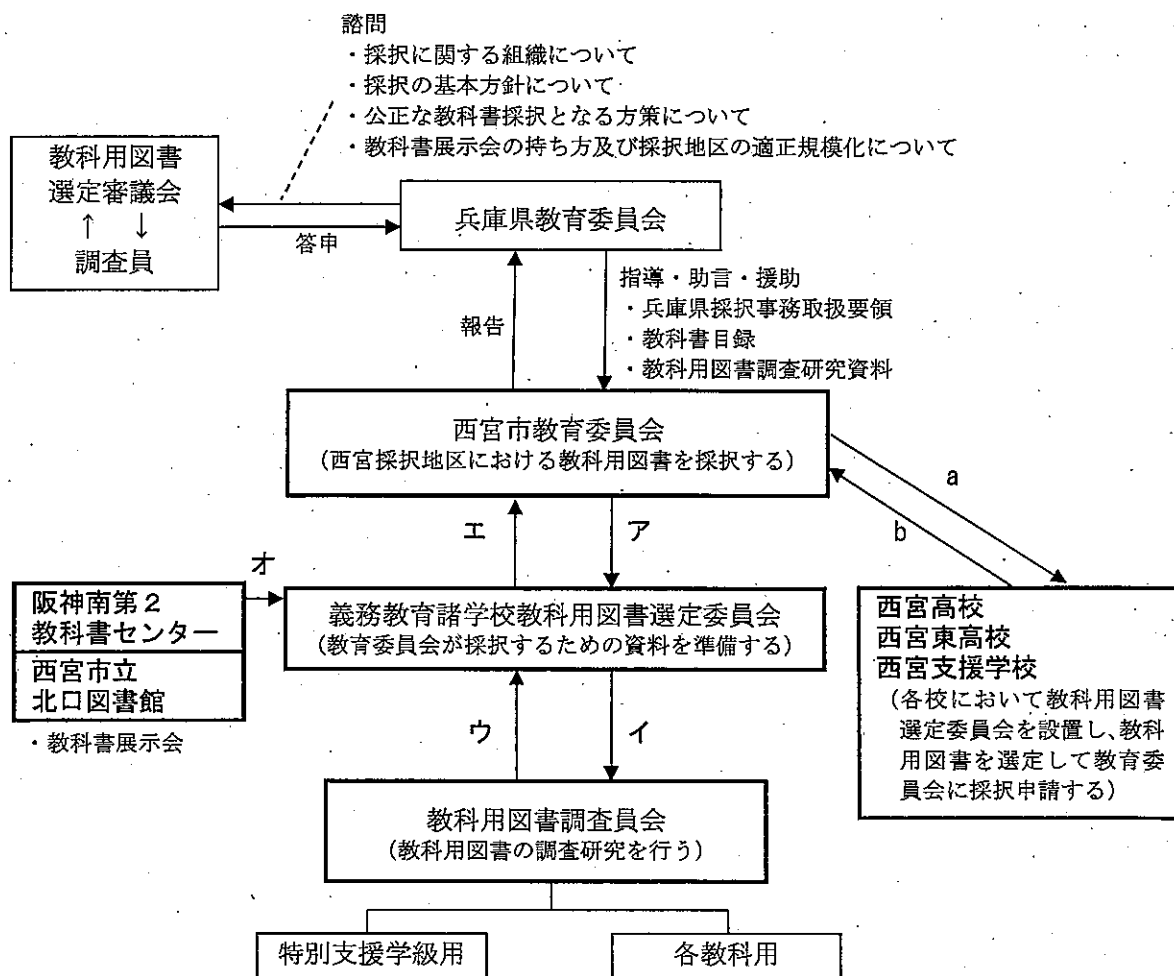 諮問
・採択に関する組織について
・採択の基本方針について
・公正な教科書採択となる方策について
・教科書展示会の持ち方及び採択地区の適正規模化について
教科用図書
選定審議会
↑ ↓
調査員
答申
兵庫県教育委員会
報告
指導・助言・援助
・兵庫県採択事務取扱要領
・教科書目録
・教科用図書調査研究資料
西宮市教育委員会
(西宮採択地区における教科用図書を採択する)
a
b
エ
ア
オ
阪神南第2
教科書センター
西宮市立
北口図書館
・教科書展示会
義務教育諸学校教科用図書選定委員会
(教育委員会が採択するための資料を準備する)
西宮高校
西宮東高校
西宮支援学校
(各校において教科用図書
選定委員会を設置し、教科
用図書を選定して教育委
員会に採択申請する)
ウ
イ
教科用図書調査員会
(教科用図書の調査研究を行う)
特別支援学級用
各教科用